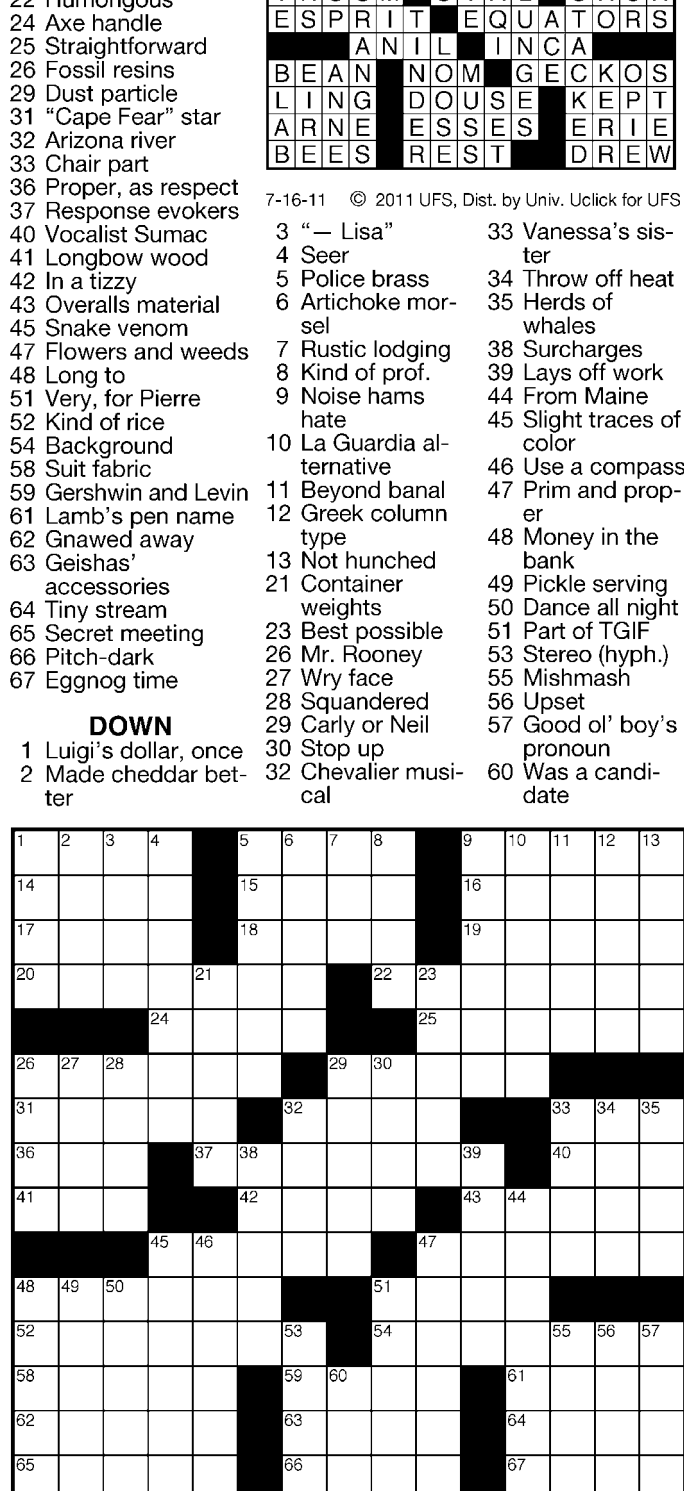 22 Humongous
24 Axe handle
25 Straightforward
26 Fossil resins
29 Dust particle
31 “Cape Fear” star
32 Arizona river
33 Chair part
36 Proper, as respect
37 Response evokers
40 Vocalist Sumac
41 Longbow wood
42 In a tizzy
43 Overalls material
45 Snake venom
47 Flowers and weeds
48 Long to
51 Very, for Pierre
52 Kind of rice
54 Background
58 Suit fabric
59 Gershwin and Levin
61 Lamb’s pen name
62 Gnawed away
63 Geishas’
accessories
64 Tiny stream
65 Secret meeting
66 Pitch-dark
67 Eggnog time
DOWN
1 Luigi’s dollar, once
2 Made cheddar bet-
ter
ESPRIT EQUATORS
ANIL INCA
BEAN NOM GECKOS
LING DOUSE KEPT
ARNE ESSES ERIE
BEES REST DREW
7-16-11 © 2011 UFS, Dist. by Univ. Uclick for UFS
3 “— Lisa”
4 Seer
5 Police brass
6 Artichoke mor-
sel
7 Rustic lodging
8 Kind of prof.
9 Noise hams
hate
10 La Guardia al-
ternative
11 Beyond banal
12 Greek column
type
13 Not hunched
21 Container
weights
23 Best possible
26 Mr. Rooney
27 Wry face
28 Squandered
29 Carly or Neil
30 Stop up
32 Chevalier musi-
cal
33 Vanessa’s sis-
ter
34 Throw off heat
35 Herds of
whales
38 Surcharges
39 Lays off work
44 From Maine
45 Slight traces of
color
46 Use a compass
47 Prim and prop-
er
48 Money in the
bank
49 Pickle serving
50 Dance all night
51 Part of TGIF
53 Stereo (hyph.)
55 Mishmash
56 Upset
57 Good ol’ boy’s
pronoun
60 Was a candi-
date
1 2 3 4 5 6 7 8 9 10 11 12 13
14 15 16
17 18 19
20 21 22 23
24 25
26 27 28 29 30
31 32 33 34 35
36 37 38 39 40
41 42 43 44
45 46 47
48 49 50 51
52 53 54 55 56 57
58 59 60 61
62 63 64
65 66 67